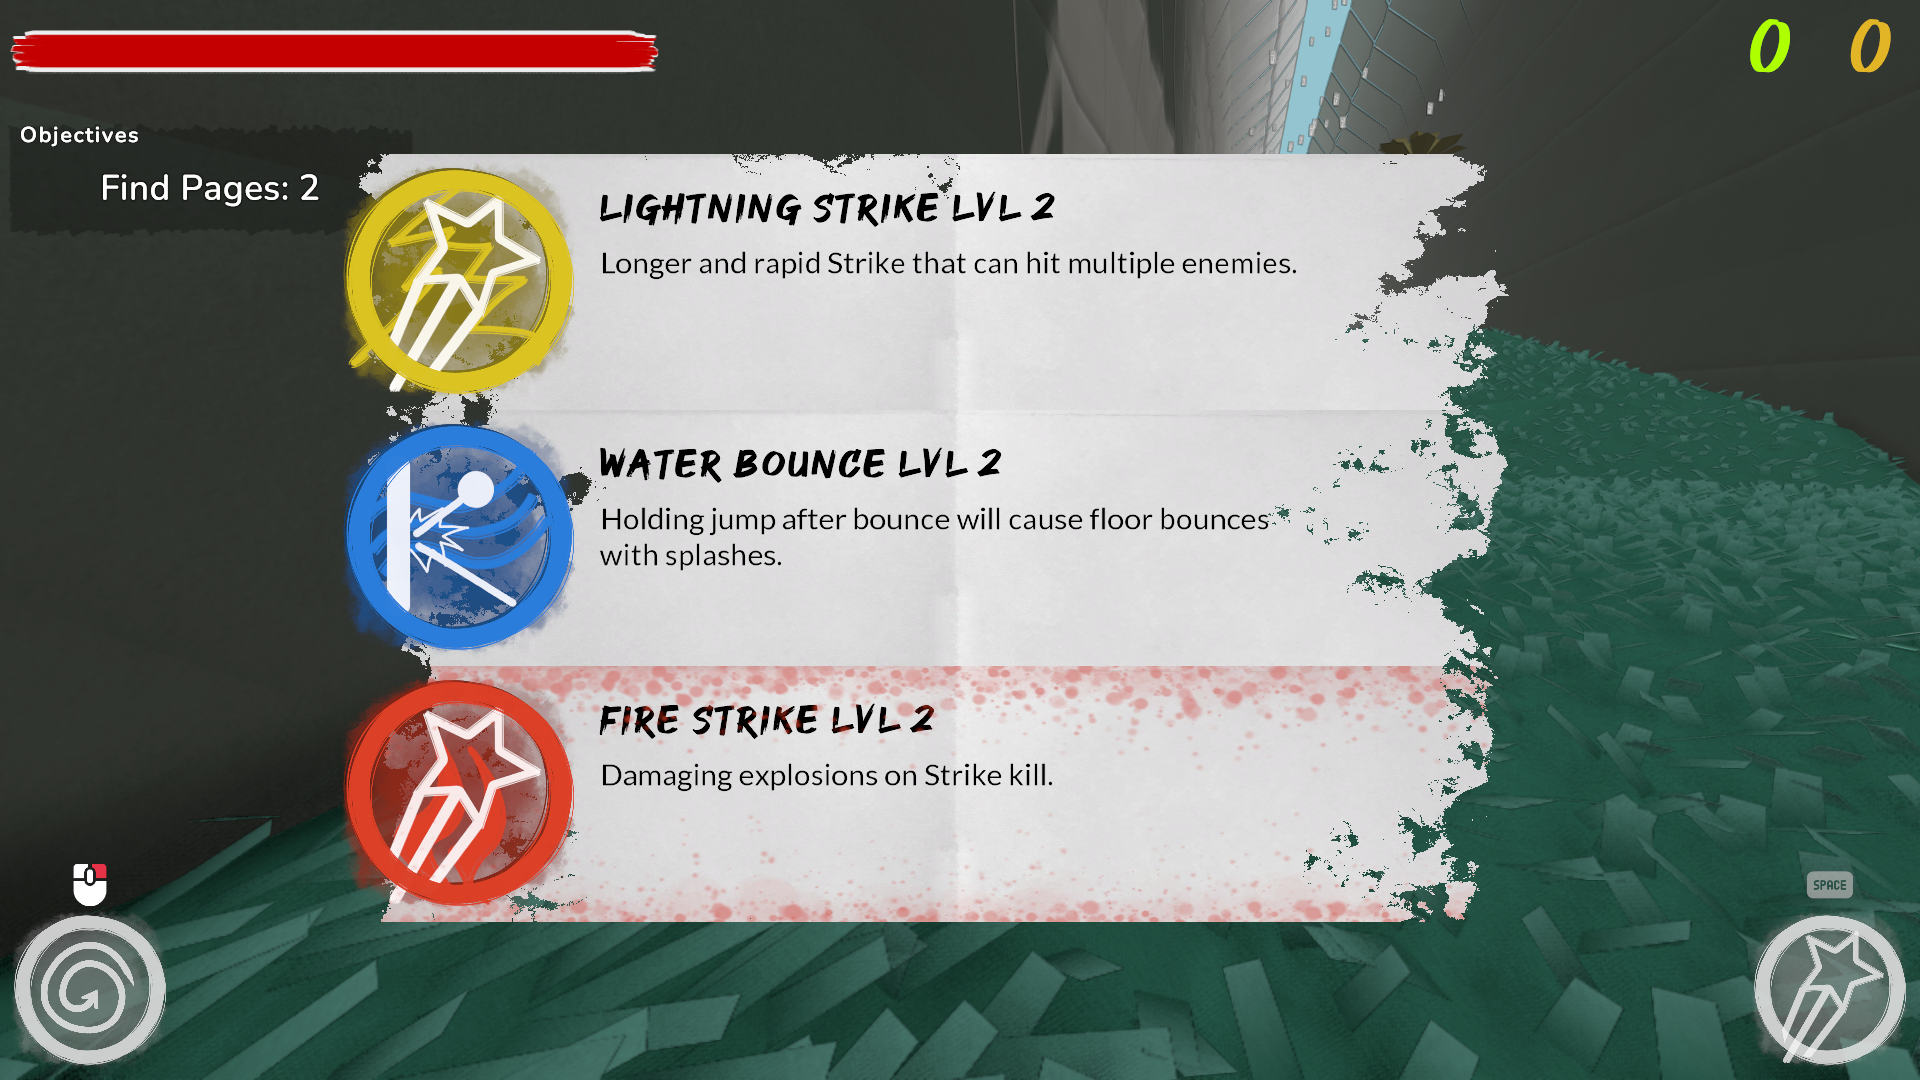 0 0
Objectives
Find Pages: 2
LIGHTNING STRIKE LVL 2
Longer and rapid Strike that can hit multiple enemies.
WATER BOUNCE LVL 2
Holding jump after bounce will cause floor bounces
with splashes.
FIRE STRIKE LVL 2
Damaging explosions on Strike kill.
SPACE